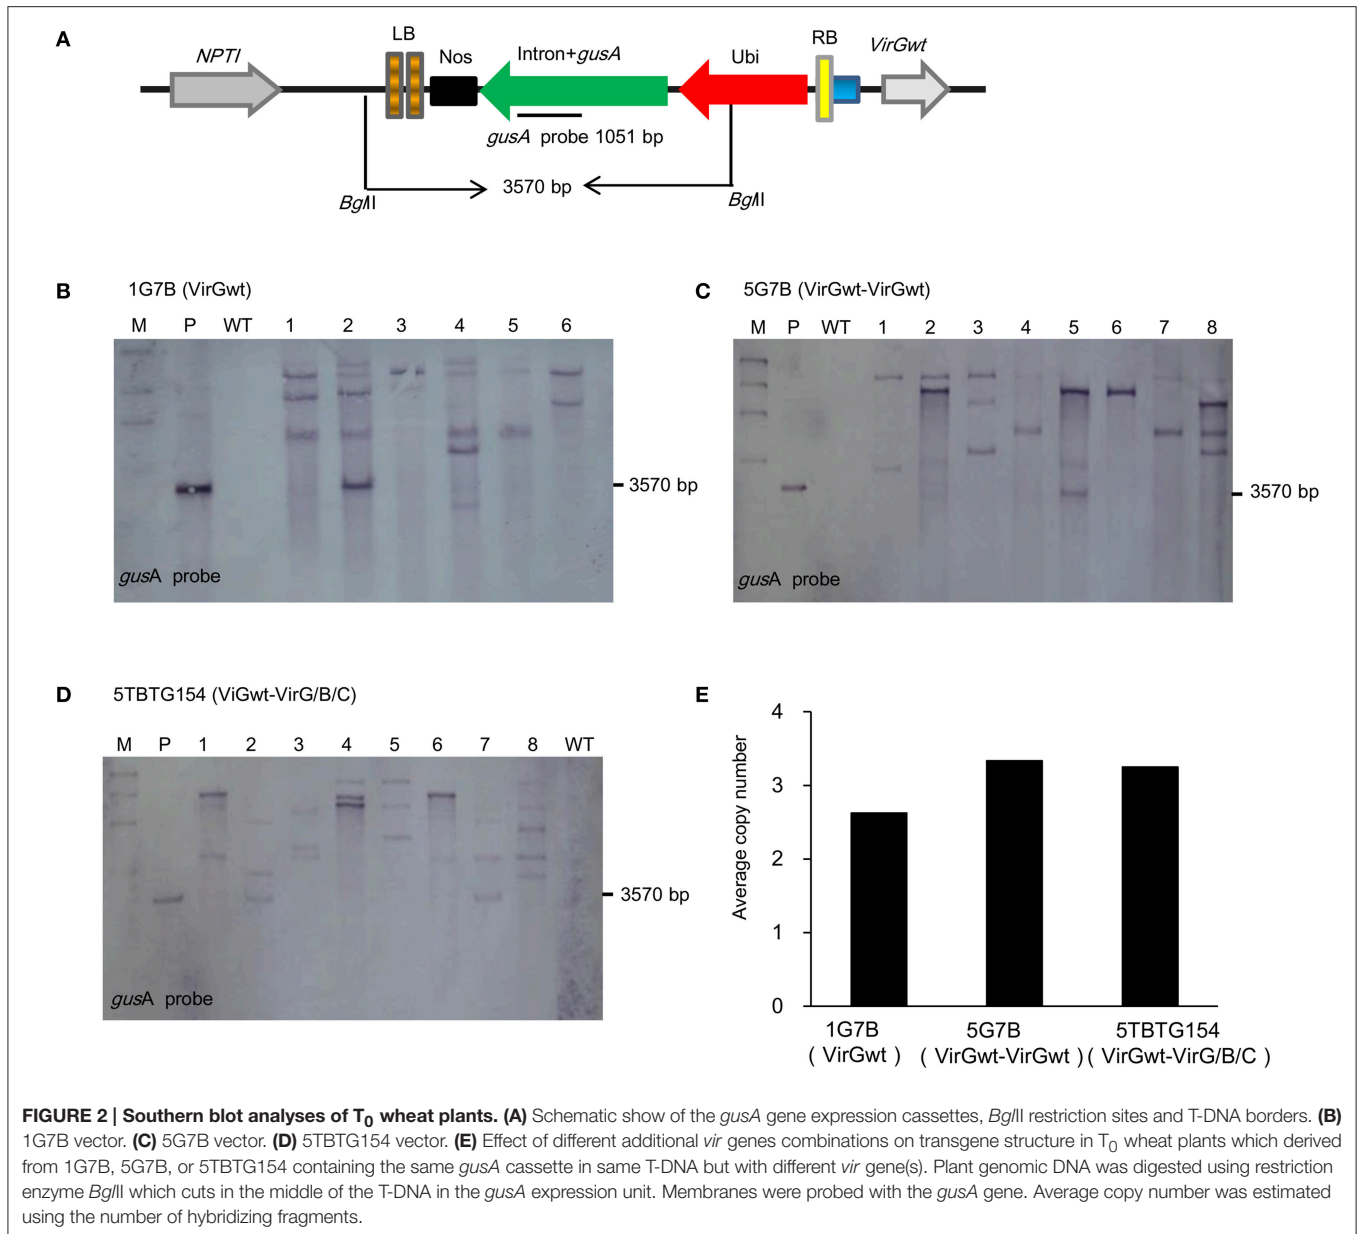 A
NPTI
LB
Nos
Intron+gusA
Ubi
RB
VirGwt
gusA probe 1051 bp
3570 bp
BglII
BglII
B
1G7B (VirGwt)
M P WT 1 2 3 4 5 6
3570 bp
gusA probe
C
5G7B (VirGwt-VirGwt)
M P WT 1 2 3 4 5 6 7 8
3570 bp
gusA probe
D
5TBTG154 (ViGwt-VirG/B/C)
M P 1 2 3 4 5 6 7 8 WT
3570 bp
gusA probe
E
Average copy number
4
3
2
1
0
1G7B
( VirGwt )
5G7B
( VirGwt-VirGwt )
5TBTG154
( VirGwt-VirG/B/C )
FIGURE 2 | Southern blot analyses of T0 wheat plants. (A) Schematic show of the gusA gene expression cassettes, BglII restriction sites and T-DNA borders. (B)
1G7B vector. (C) 5G7B vector. (D) 5TBTG154 vector. (E) Effect of different additional vir genes combinations on transgene structure in T0 wheat plants which derived
from 1G7B, 5G7B, or 5TBTG154 containing the same gusA cassette in same T-DNA but with different vir gene(s). Plant genomic DNA was digested using restriction
enzyme BglII which cuts in the middle of the T-DNA in the gusA expression unit. Membranes were probed with the gusA gene. Average copy number was estimated
using the number of hybridizing fragments.